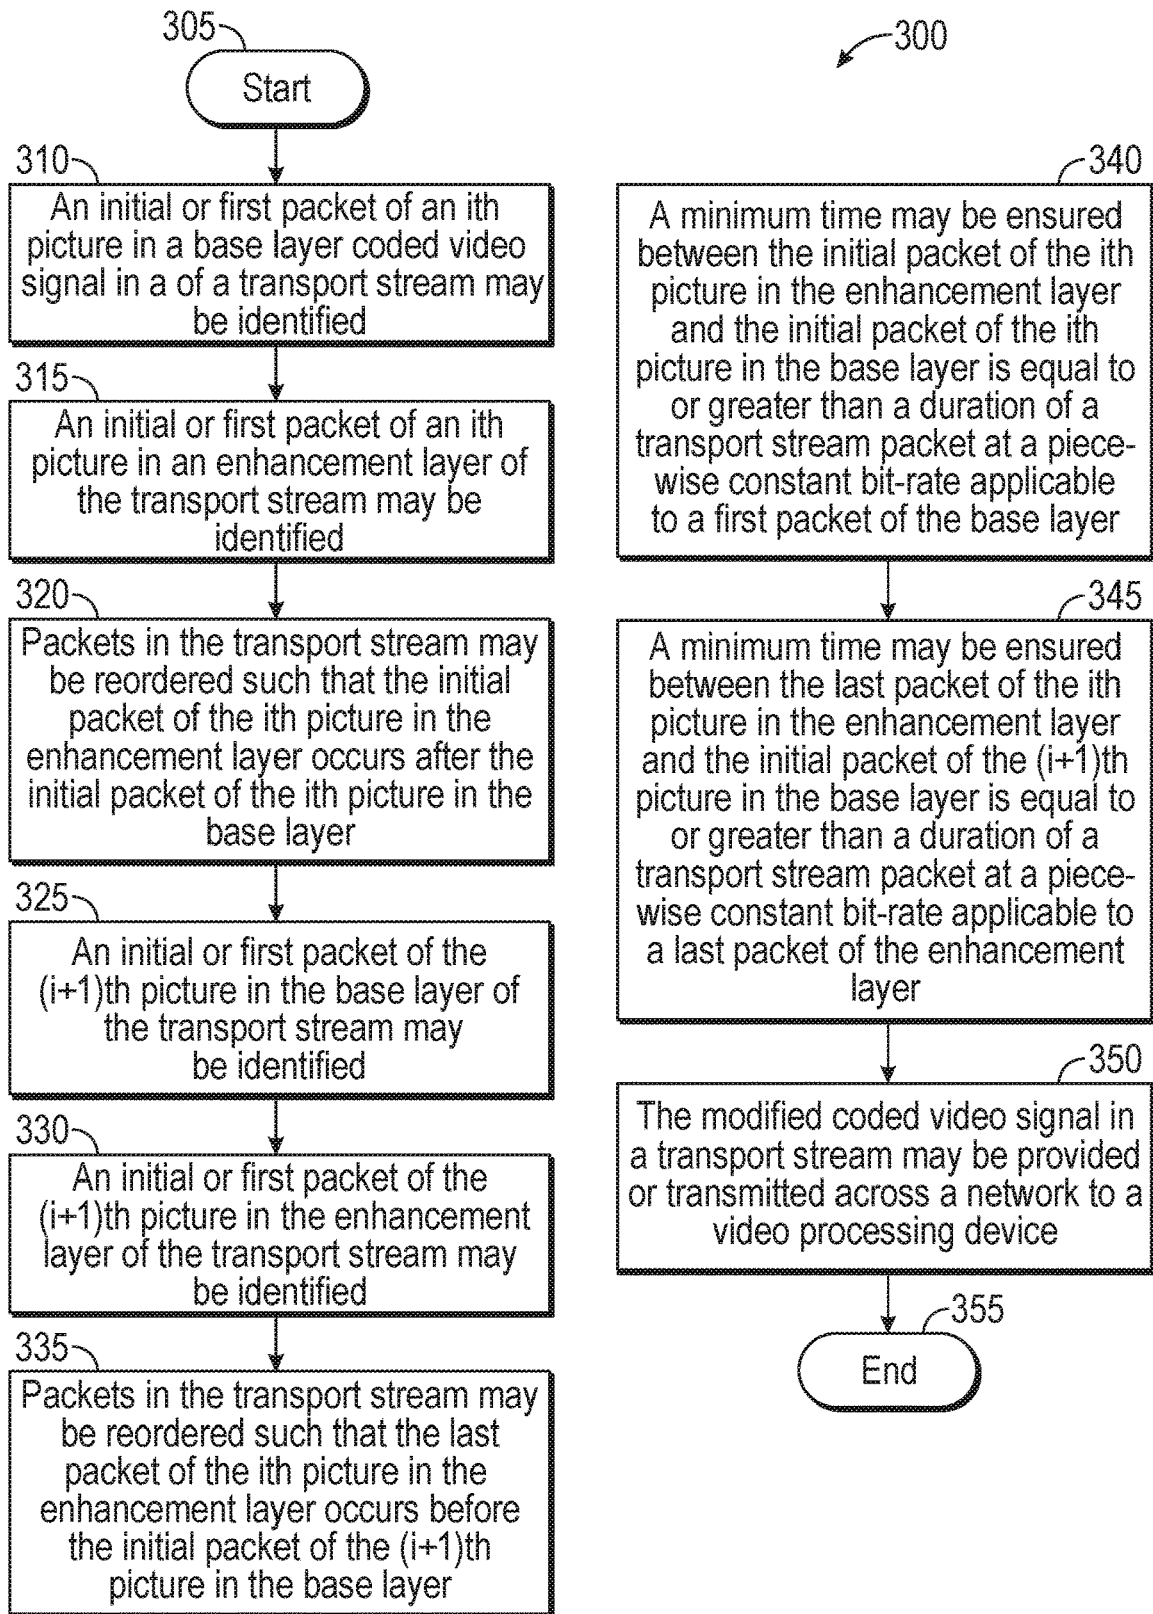 305
Start
310
An initial or first packet of an ith
picture in a base layer coded video
signal in a of a transport stream may
be identified
315
An initial or first packet of an ith
picture in an enhancement layer of
the transport stream may be
identified
320
Packets in the transport stream may
be reordered such that the initial
packet of the ith picture in the
enhancement layer occurs after the
initial packet of the ith picture in the
base layer
325
An initial or first packet of the
(i+1)th picture in the base layer of
the transport stream may
be identified
330
An initial or first packet of the
(i+1)th picture in the enhancement
layer of the transport stream may
be identified
335
Packets in the transport stream may
be reordered such that the last
packet of the ith picture in the
enhancement layer occurs before
the initial packet of the (i+1)th
picture in the base layer
300
340
A minimum time may be ensured
between the initial packet of the ith
picture in the enhancement layer
and the initial packet of the ith
picture in the base layer is equal to
or greater than a duration of a
transport stream packet at a piece-
wise constant bit-rate applicable
to a first packet of the base layer
345
A minimum time may be ensured
between the last packet of the ith
picture in the enhancement layer
and the initial packet of the (i+1)th
picture in the base layer is equal to
or greater than a duration of a
transport stream packet at a piece-
wise constant bit-rate applicable to
a last packet of the enhancement
layer
350
The modified coded video signal in
a transport stream may be provided
or transmitted across a network to a
video processing device
355
End